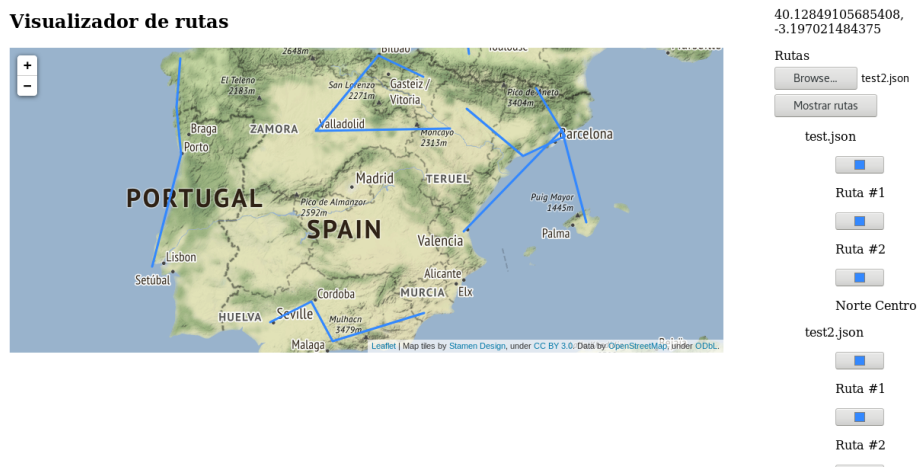 Visualizador de rutas
40.12849105685408,
-3.197021484375
Rutas
Browse... test2.json
Mostrar rutas
test.json
Ruta #1
Ruta #2
Norte Centro
test2.json
Ruta #1
Ruta #2
+
−
2648m
Bilbao
Toulouse
El Teleno
2183m
San Lorenzo
2271m
Gasteiz /
Vitoria
Pico de Aneto
3404m
Braga
ZAMORA
Valladolid
Moncayo
2313m
Barcelona
Porto
Madrid
TERUEL
PORTUGAL
Pico de Almanzor
2592m
Puig Mayor
1445m
SPAIN
Valencia
Palma
Lisbon
Setúbal
Alicante
Elx
MURCIA
Cordoba
HUELVA
Seville
Mulhacn
3479m
Malaga
Leaflet | Map tiles by Stamen Design, under CC BY 3.0. Data by OpenStreetMap, under ODbL.